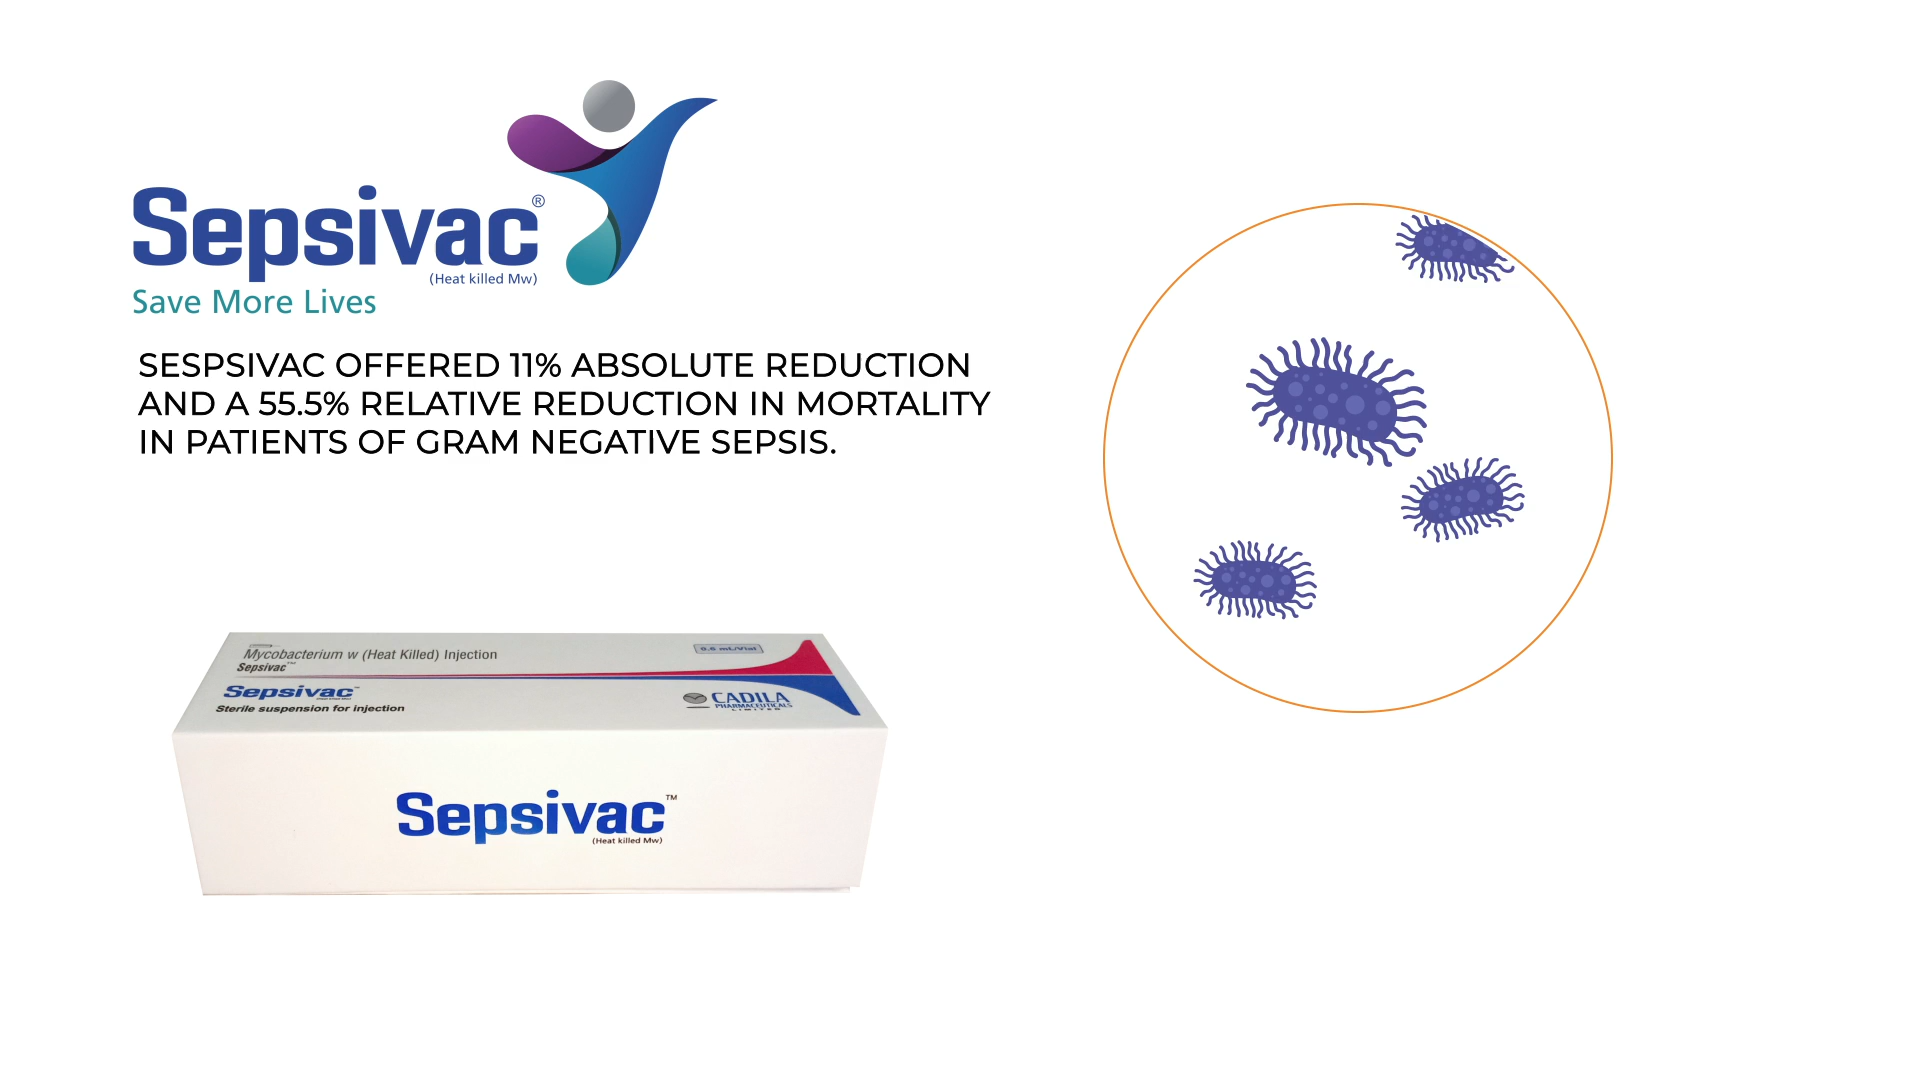 Sepsivac®
(Heat killed Mw)
Save More Lives
SESPSIVAC OFFERED 11% ABSOLUTE REDUCTION
AND A 55.5% RELATIVE REDUCTION IN MORTALITY
IN PATIENTS OF GRAM NEGATIVE SEPSIS.
Mycobacterium w (Heat Killed) Injection
Sepsivac™
Sepsivac™
Sterile suspension for injection
CADILA
PHARMACEUTICALS
LIMITED
Sepsivac™
(Heat killed Mw)